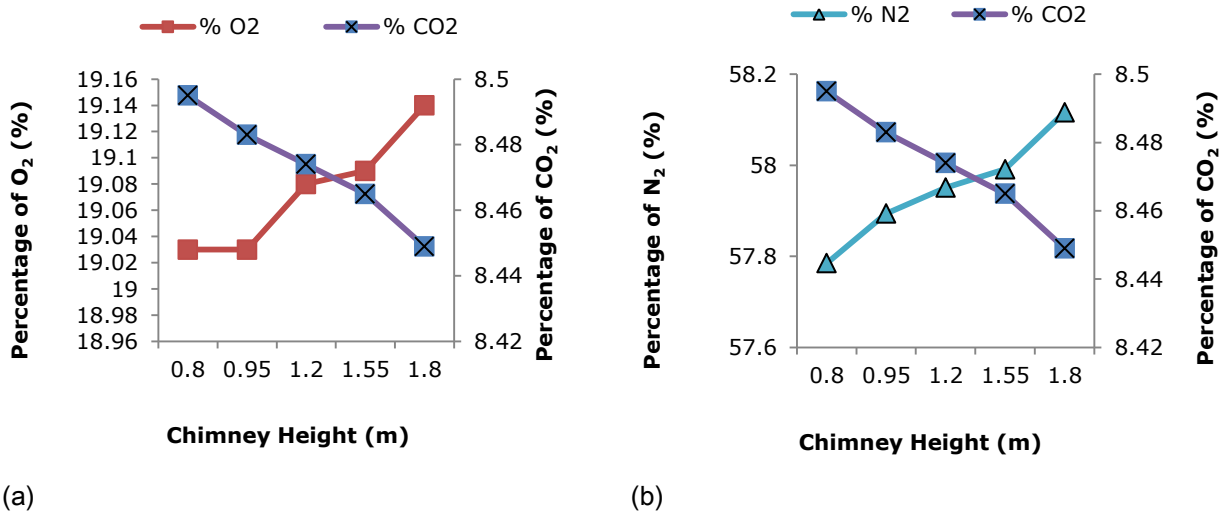 % O2 % CO2
Percentage of O2 (%)
19.16
19.14
19.12
19.1
19.08
19.06
19.04
19.02
19
18.98
18.96
8.5
8.48
8.46
8.44
8.42
Percentage of CO2 (%)
0.8 0.95 1.2 1.55 1.8
Chimney Height (m)
(a)
% N2 % CO2
Percentage of N2 (%)
58.2
58
57.8
57.6
8.5
8.48
8.46
8.44
8.42
Percentage of CO2 (%)
0.8 0.95 1.2 1.55 1.8
Chimney Height (m)
(b)